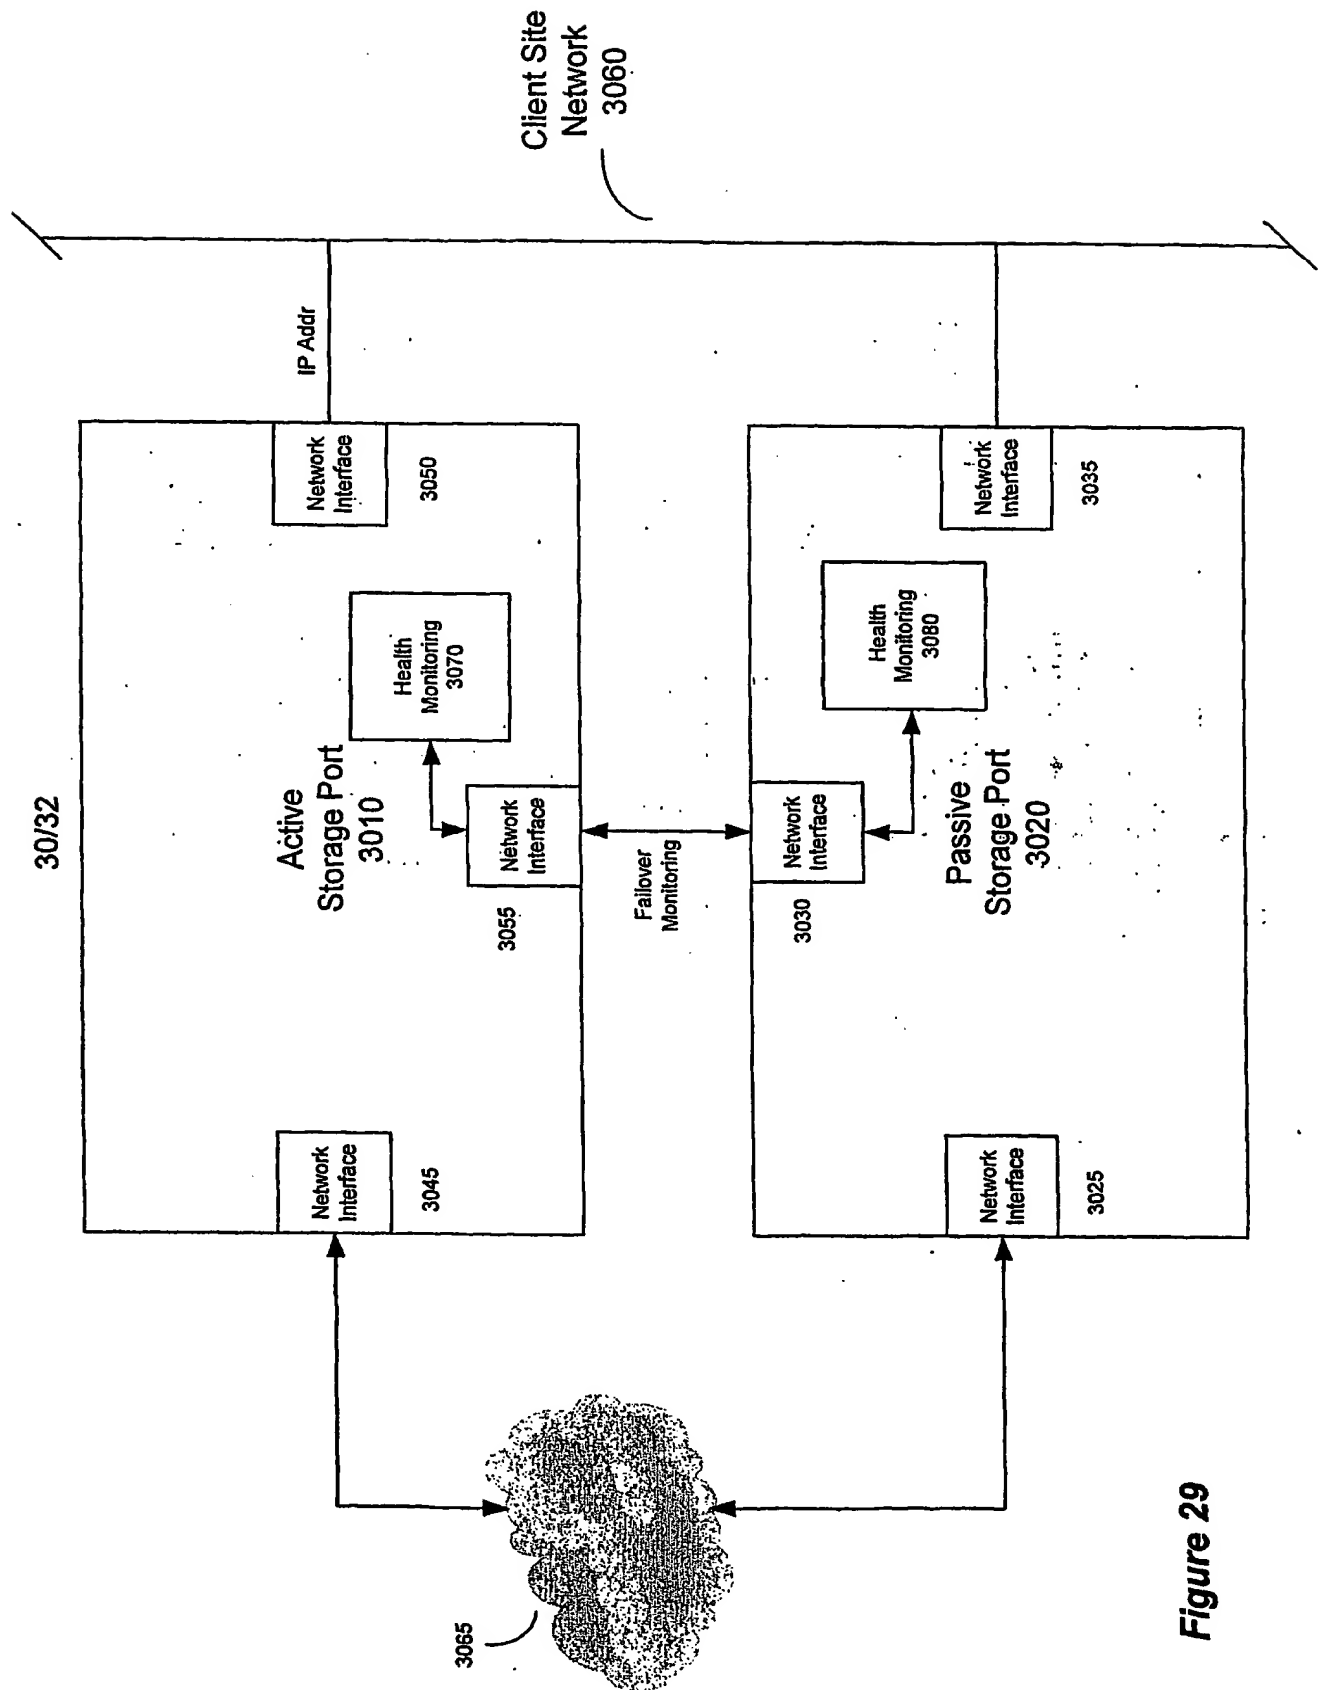 30/32
Active
Storage Port
3010
Network
Interface
3045
Network
Interface
3055
Health
Monitoring
3070
Network
Interface
3050
IP Addr
Client Site
Network
3060
Failover
Monitoring
3065
Passive
Storage Port
3020
Network
Interface
3025
Network
Interface
3030
Health
Monitoring
3080
Network
Interface
3035
Figure 29